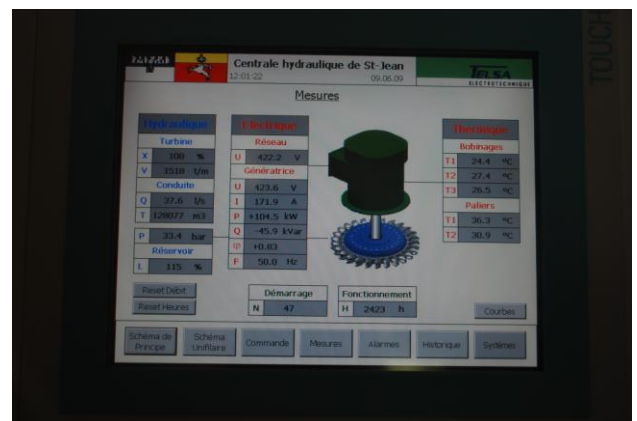 TOUCH
Centrale hydraulique de St-Jean
12:01:22 09.06.09
TELSA
ELECTROTECHNIQUE
Mesures
Hydraulique
Turbine
X 100 %
V 1518 t/m
Conduite
Q 37.6 l/s
T 128077 m3
P 33.4 bar
Réservoir
L 115 %
Electrique
Réseau
U 422.2 V
Génératrice
U 423.6 V
I 171.9 A
P +104.5 kW
Q -45.9 kVar
φ +0.83
F 50.0 Hz
Thermique
Bobinages
T1 24.4 °C
T2 27.4 °C
T3 26.5 °C
Paliers
T1 36.3 °C
T2 30.9 °C
Reset Débit
Reset Heures
Démarrage
N 47
Fonctionnement
H 2423 h
Courbes
Schéma de Principe
Schéma Unifilaire
Commande
Mesures
Alarmes
Historique
Systèmes